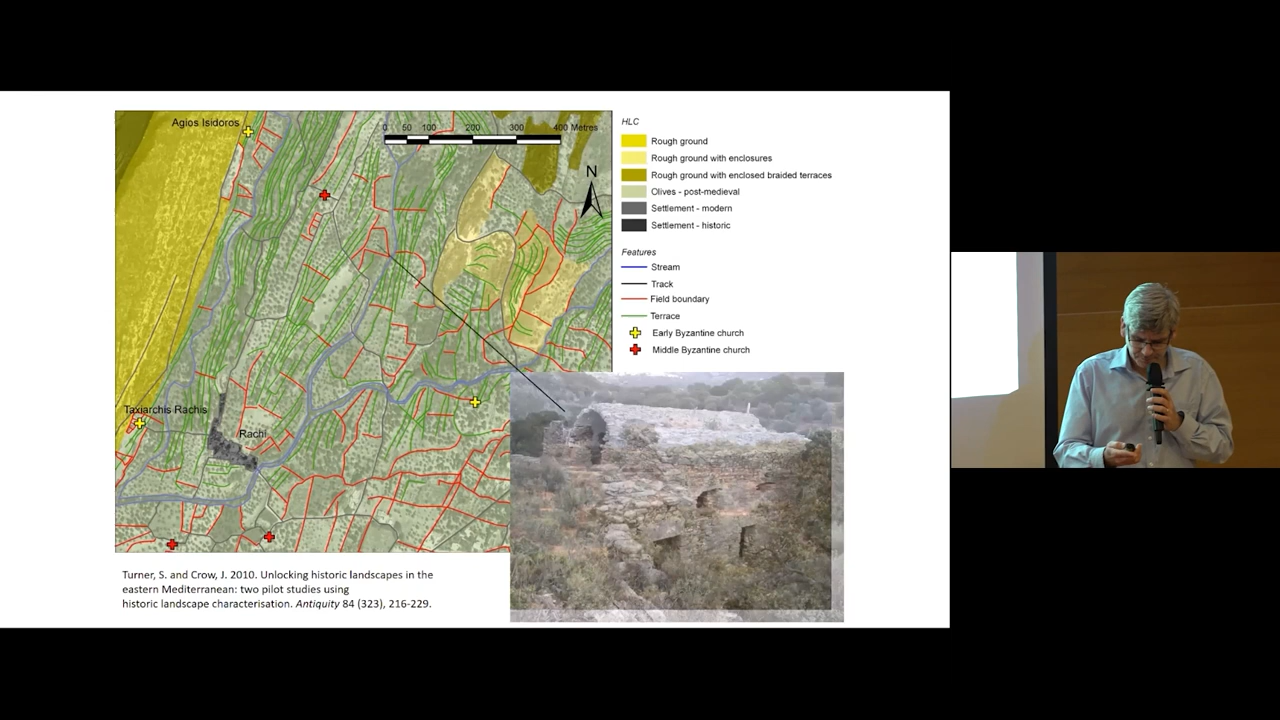 Agios Isidoros
0 50 100 200 300 400 Metres
N
Taxiarchis Rachis
Rachi
HLC
Rough ground
Rough ground with enclosures
Rough ground with enclosed braided terraces
Olives - post-medieval
Settlement - modern
Settlement - historic
Features
Stream
Track
Field boundary
Terrace
Early Byzantine church
Middle Byzantine church
Turner, S. and Crow, J. 2010. Unlocking historic landscapes in the
eastern Mediterranean: two pilot studies using
historic landscape characterisation. Antiquity 84 (323), 216-229.